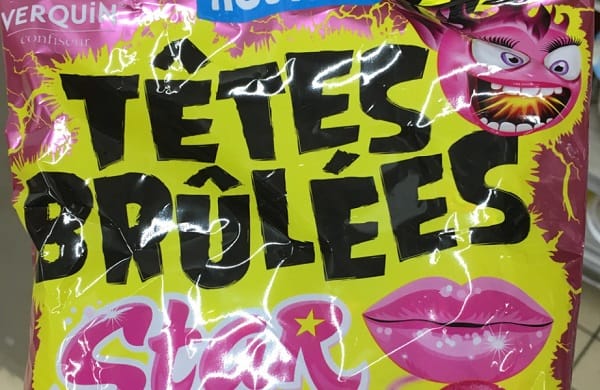 VERQUIN
confiseur
TÊTES
BRÛLÉES
Star